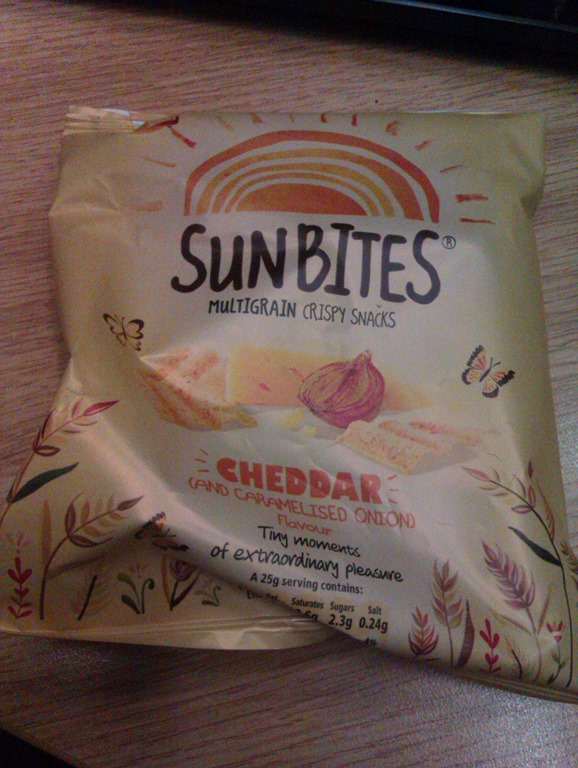 SUNBITES®
MULTIGRAIN CRISPY SNACKS
CHEDDAR
(AND CARAMELISED ONION)
Flavour
Tiny moments
of extraordinary pleasure
A 25g serving contains:
Fat Saturates Sugars Salt
2.3g 0.24g